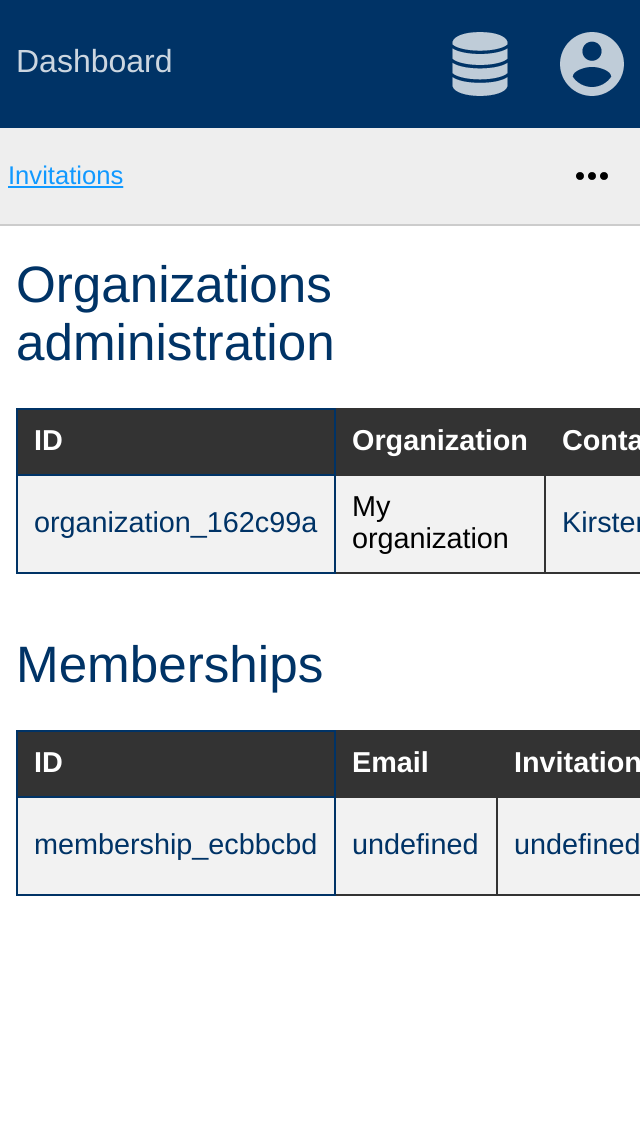 Dashboard
Invitations
Organizations
administration
ID Organization Conta
organization_162c99a My organization Kirster
Memberships
ID Email Invitation
membership_ecbbcbd undefined undefined